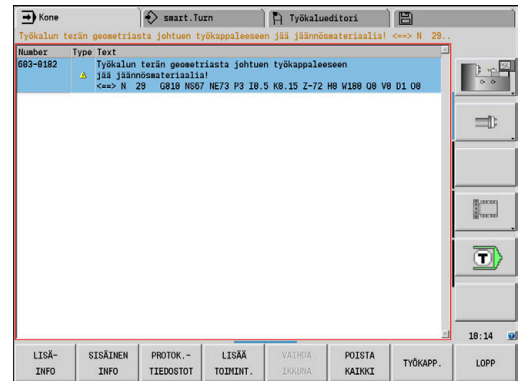 Kone
smart.Turn
Työkalueditori
Työkalun terän geometriasta johtuen työkappaleeseen jää jäännösmateriaalia! <==> N 29..
Number Type Text
603-0182 Työkalun terän geometriasta johtuen työkappaleeseen
jää jäännösmateriaalia!
<==> N 29 G810 NS67 NE73 P3 I0.5 K0.15 Z-72 H0 W180 Q0 V0 D1 O0
T
10:14
LISÄ-
INFO
SISÄINEN
INFO
PROTOK.-
TIEDOSTOT
LISÄÄ
TOIMINT.
VAIHDA
IKKUNA
POISTA
KAIKKI
TYÖKAPP.
LOPP